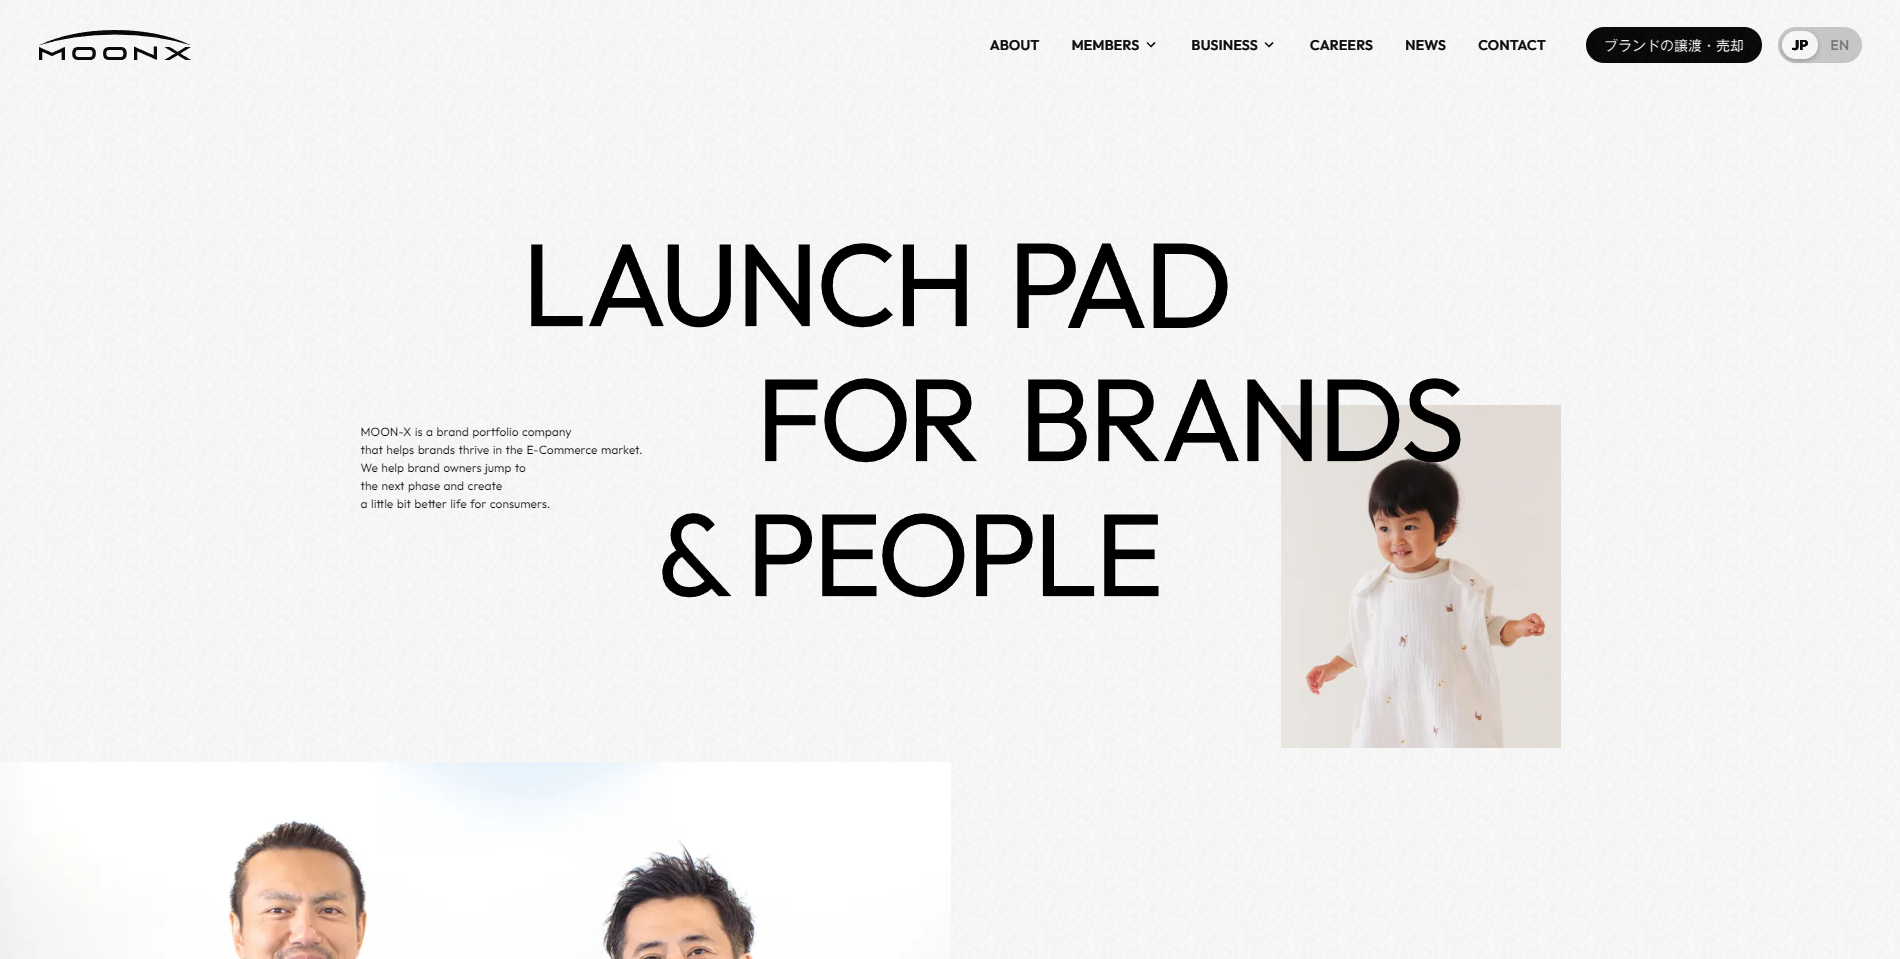 MOONX
ABOUT
MEMBERS
BUSINESS
CAREERS
NEWS
CONTACT
ブランドの譲渡・売却
JP
EN
LAUNCH PAD
FOR BRANDS
& PEOPLE
MOON-X is a brand portfolio company
that helps brands thrive in the E-Commerce market.
We help brand owners jump to
the next phase and create
a little bit better life for consumers.